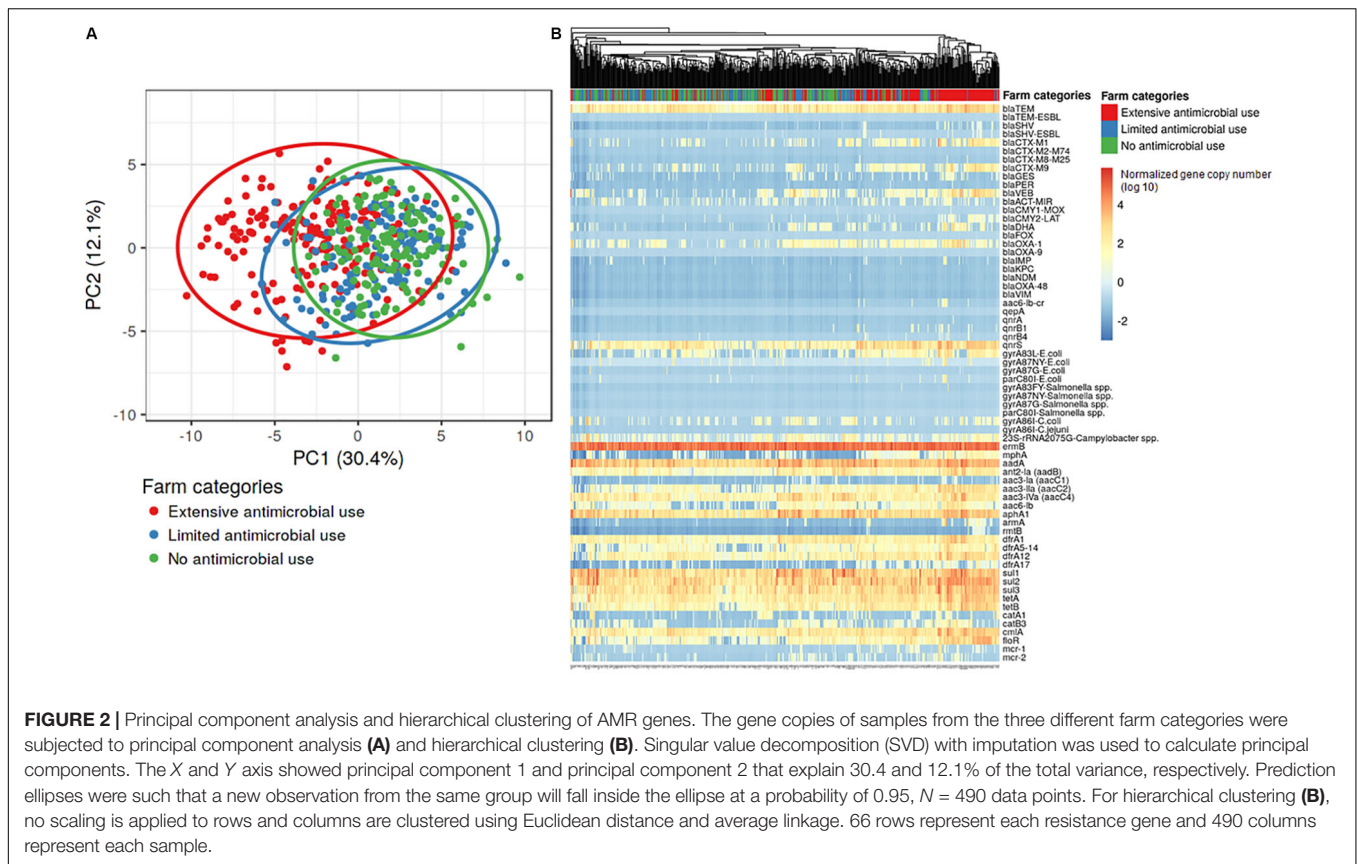 A
B
5
0
-5
-10
PC2 (12.1%)
-10
-5
0
5
10
PC1 (30.4%)
Farm categories
Extensive antimicrobial use
Limited antimicrobial use
No antimicrobial use
Farm categories
blaTEM
blaTEM-ESBL
blaSHV
blaSHV-ESBL
blaCTX-M1
blaCTX-M2-M74
blaCTX-M8-M25
blaCTX-M9
blaGES
blaPER
blaVEB
blaACT-MIR
blaCMY1-MOX
blaCMY2-LAT
blaDHA
blaFOX
blaOXA-1
blaOXA-9
blaIMP
blaKPC
blaNDM
blaOXA-48
blaVIM
aac6-Ib-cr
qepA
qnrA
qnrB1
qnrB4
qnrS
gyrA83L-E.coli
gyrA87NY-E.coli
gyrA87G-E.coli
parC80I-E.coli
gyrA83FY-Salmonella spp.
gyrA87NY-Salmonella spp.
gyrA87G-Salmonella spp.
parC80I-Salmonella spp.
gyrA86I-C.coli
gyrA86I-C.jejuni
23S-rRNA2075G-Campylobacter spp.
ermB
mphA
aadA
ant2-Ia (aadB)
aac3-Ia (aacC1)
aac3-IIa (aacC2)
aac3-IVa (aacC4)
aac6-Ib
aphA1
armA
rmtB
dfrA1
dfrA5-14
dfrA12
dfrA17
sul1
sul2
sul3
tetA
tetB
catA1
catB3
cmlA
floR
mcr-1
mcr-2
Farm categories
Extensive antimicrobial use
Limited antimicrobial use
No antimicrobial use
Normalized gene copy number
(log 10)
4
2
0
-2
FIGURE 2 | Principal component analysis and hierarchical clustering of AMR genes. The gene copies of samples from the three different farm categories were
subjected to principal component analysis (A) and hierarchical clustering (B). Singular value decomposition (SVD) with imputation was used to calculate principal
components. The X and Y axis showed principal component 1 and principal component 2 that explain 30.4 and 12.1% of the total variance, respectively. Prediction
ellipses were such that a new observation from the same group will fall inside the ellipse at a probability of 0.95, N = 490 data points. For hierarchical clustering (B),
no scaling is applied to rows and columns are clustered using Euclidean distance and average linkage. 66 rows represent each resistance gene and 490 columns
represent each sample.